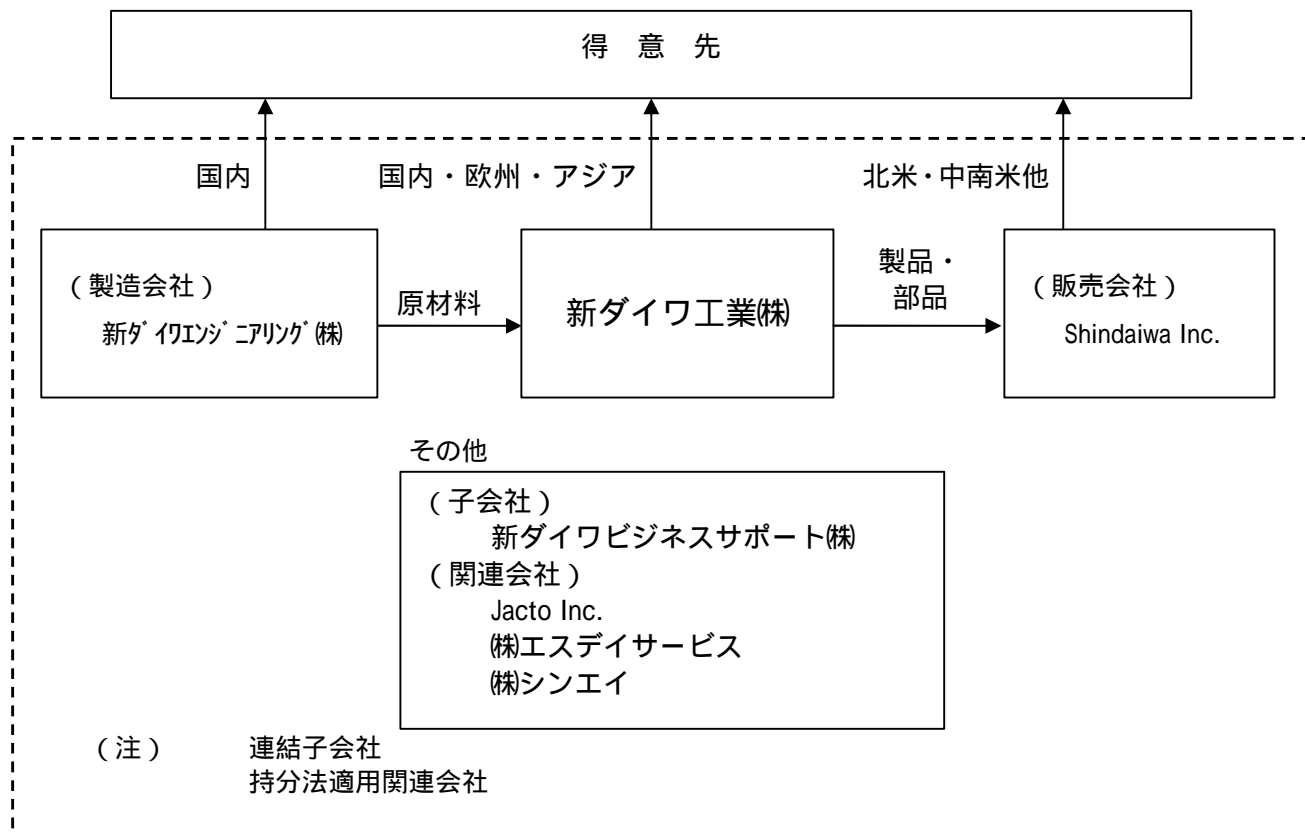 得 意 先
国内
国内・欧州・アジア
北米・中南米他
（製造会社）
新ﾀﾞｲﾜｴﾝｼﾞﾆｱﾘﾝｸﾞ㈱
原材料
新ダイワ工業㈱
製品・
部品
（販売会社）
Shindaiwa Inc.
その他
（子会社）
新ダイワビジネスサポート㈱
（関連会社）
Jacto Inc.
㈱エスデイサービス
㈱シンエイ
（注） 連結子会社
持分法適用関連会社